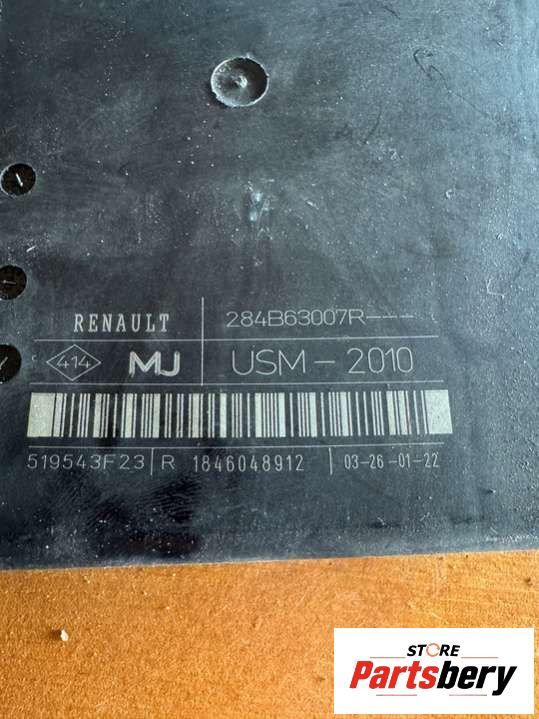 RENAULT 284B63007R---
414 MJ USM - 2010
519543F23 R 1846048912 03-26-01-22
STORE
Partsbery